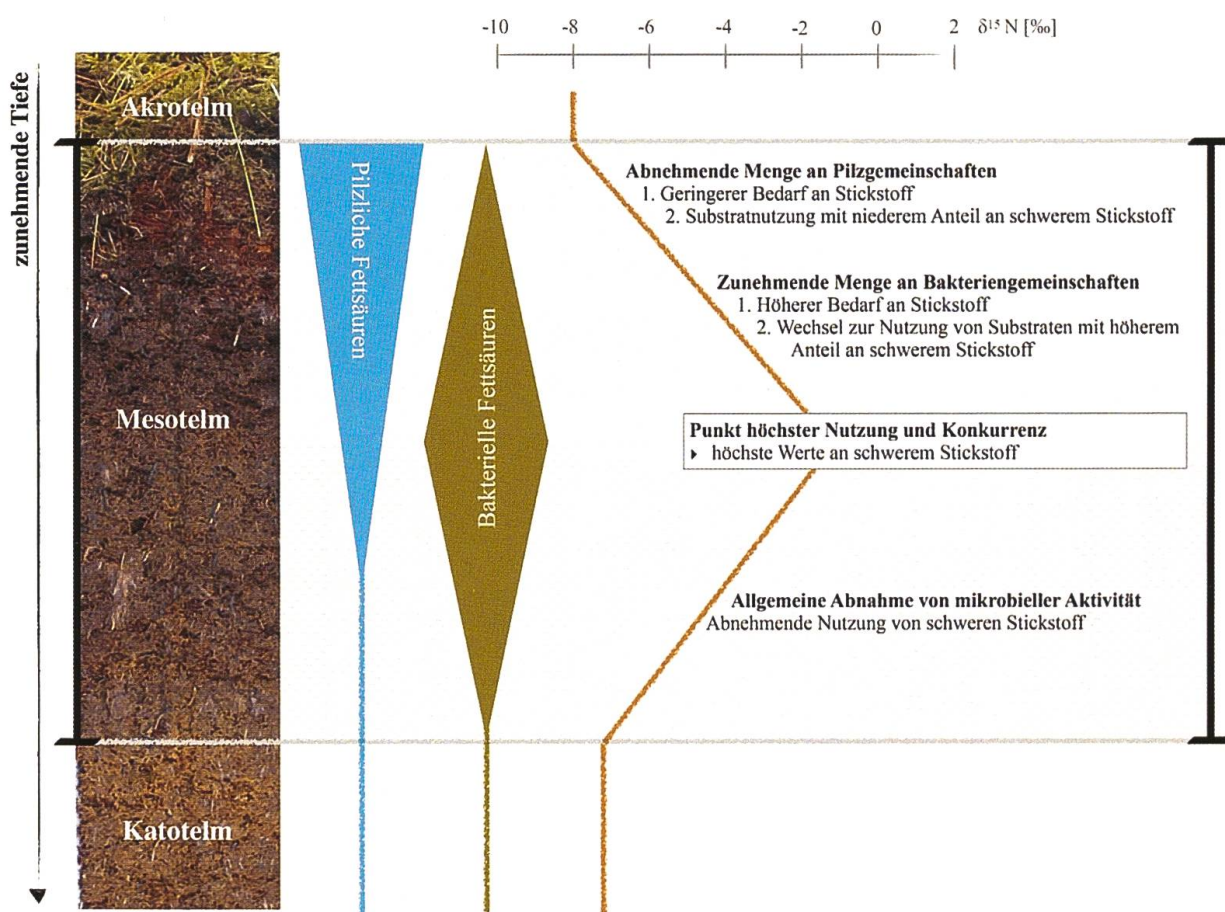 -10 -8 -6 -4 -2 0 2 δ¹⁵ N [‰]
zunehmende Tiefe
Akrotelm
Mesotelm
Katotelm
Pilzliche Fettsäuren
Bakterielle Fettsäuren
Abnehmende Menge an Pilzgemeinschaften
1. Geringerer Bedarf an Stickstoff
2. Substratnutzung mit niederem Anteil an schwerem Stickstoff
Zunehmende Menge an Bakteriengemeinschaften
1. Höherer Bedarf an Stickstoff
2. Wechsel zur Nutzung von Substraten mit höherem
Anteil an schwerem Stickstoff
Punkt höchster Nutzung und Konkurrenz
▸ höchste Werte an schwerem Stickstoff
Allgemeine Abnahme von mikrobieller Aktivität
Abnehmende Nutzung von schweren Stickstoff